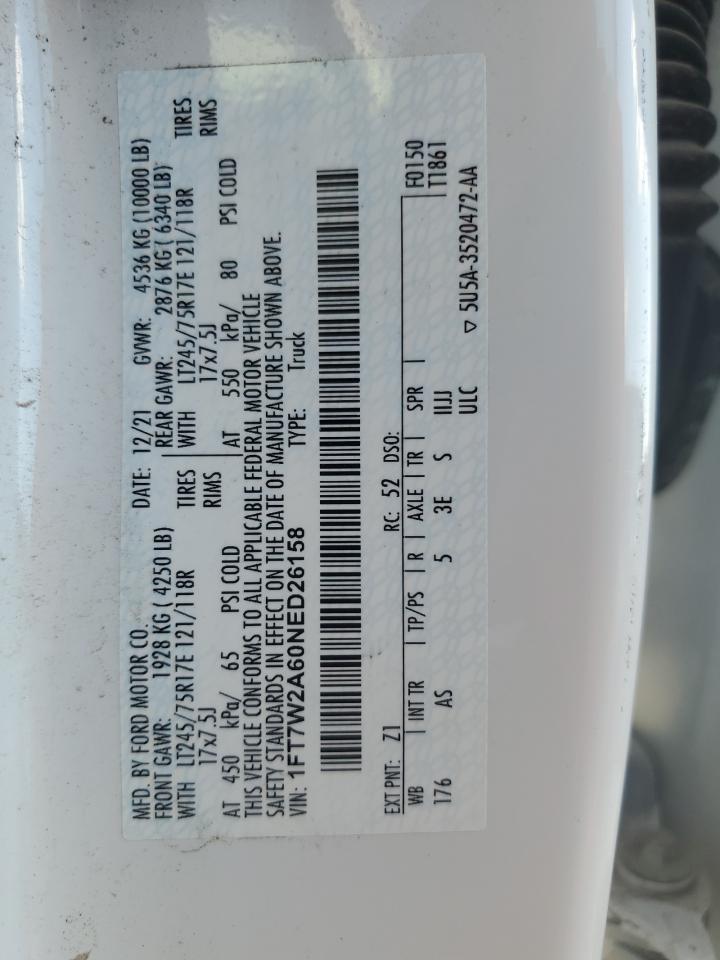 MFD. BY FORD MOTOR CO.
DATE: 12/21 GVWR: 4536 KG (10000 LB)
FRONT GAWR: 1928 KG ( 4250 LB) REAR GAWR: 2876 KG ( 6340 LB)
WITH LT245/75R17E 121/118R TIRES WITH LT245/75R17E 121/118R TIRES
17x7.5J RIMS 17x7.5J RIMS
AT 450 kPa/ 65 PSI COLD AT 550 kPa/ 80 PSI COLD
THIS VEHICLE CONFORMS TO ALL APPLICABLE FEDERAL MOTOR VEHICLE
SAFETY STANDARDS IN EFFECT ON THE DATE OF MANUFACTURE SHOWN ABOVE.
VIN: 1FT7W2A60NED26158 TYPE: Truck
EXT PNT: Z1 RC: 52 DSO: F0150
WB INT TR TP/PS R AXLE TR SPR T1861
176 AS 5 3E S IIJJ
ULC ▽ 5U5A-3520472-AA